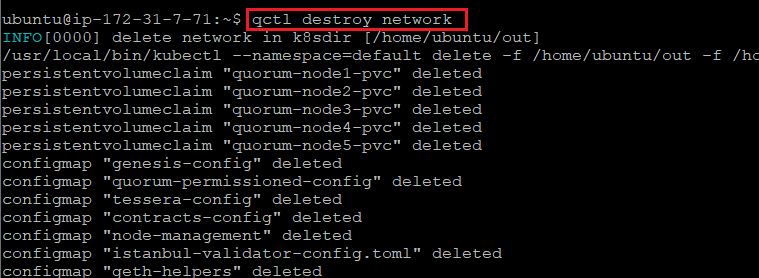 ubuntu@ip-172-31-7-71:~$ qctl destroy network
INFO[0000] delete network in k8sdir [/home/ubuntu/out]
/usr/local/bin/kubectl --namespace=default delete -f /home/ubuntu/out -f /ho
persistentvolumeclaim "quorum-node1-pvc" deleted
persistentvolumeclaim "quorum-node2-pvc" deleted
persistentvolumeclaim "quorum-node3-pvc" deleted
persistentvolumeclaim "quorum-node4-pvc" deleted
persistentvolumeclaim "quorum-node5-pvc" deleted
configmap "genesis-config" deleted
configmap "quorum-permissioned-config" deleted
configmap "tessera-config" deleted
configmap "contracts-config" deleted
configmap "node-management" deleted
configmap "istanbul-validator-config.toml" deleted
configmap "geth-helpers" deleted